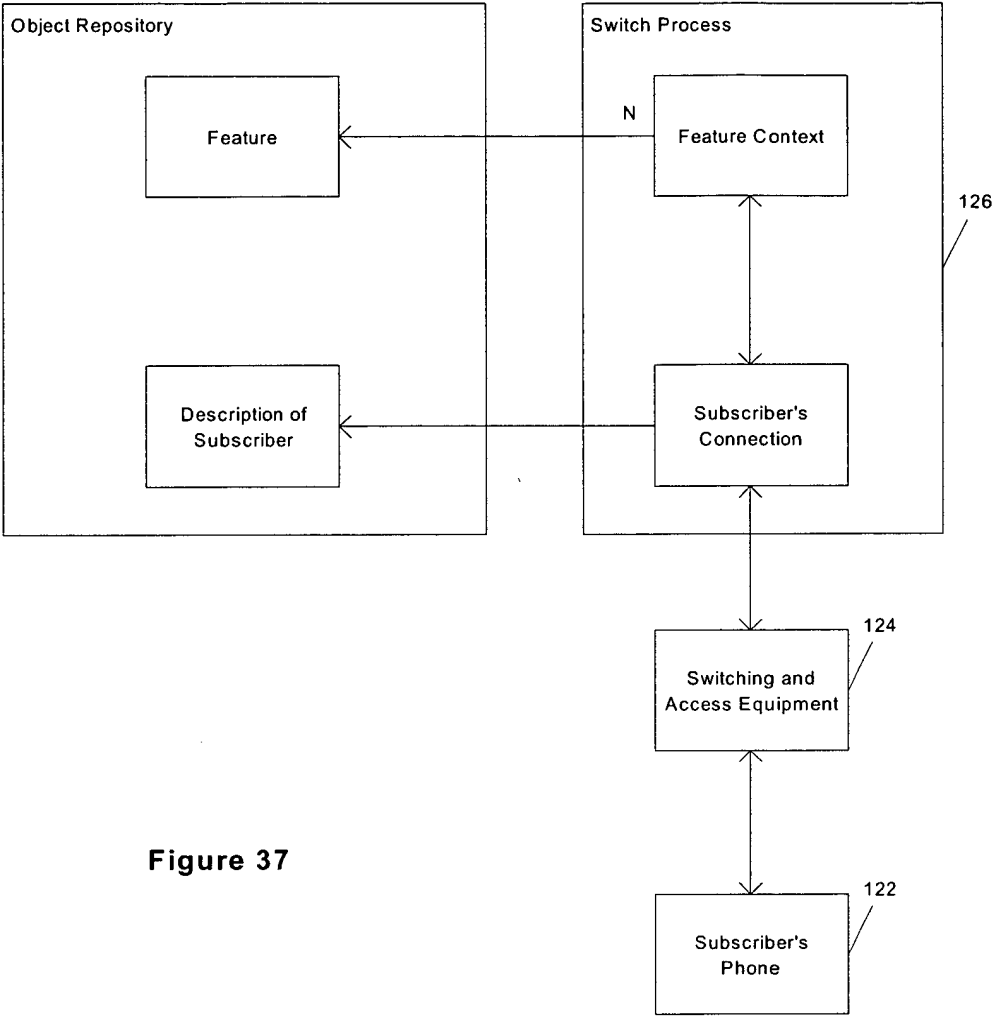 Object Repository
Switch Process
Feature
N
Feature Context
126
Description of
Subscriber
Subscriber's
Connection
124
Switching and
Access Equipment
Figure 37
122
Subscriber's
Phone